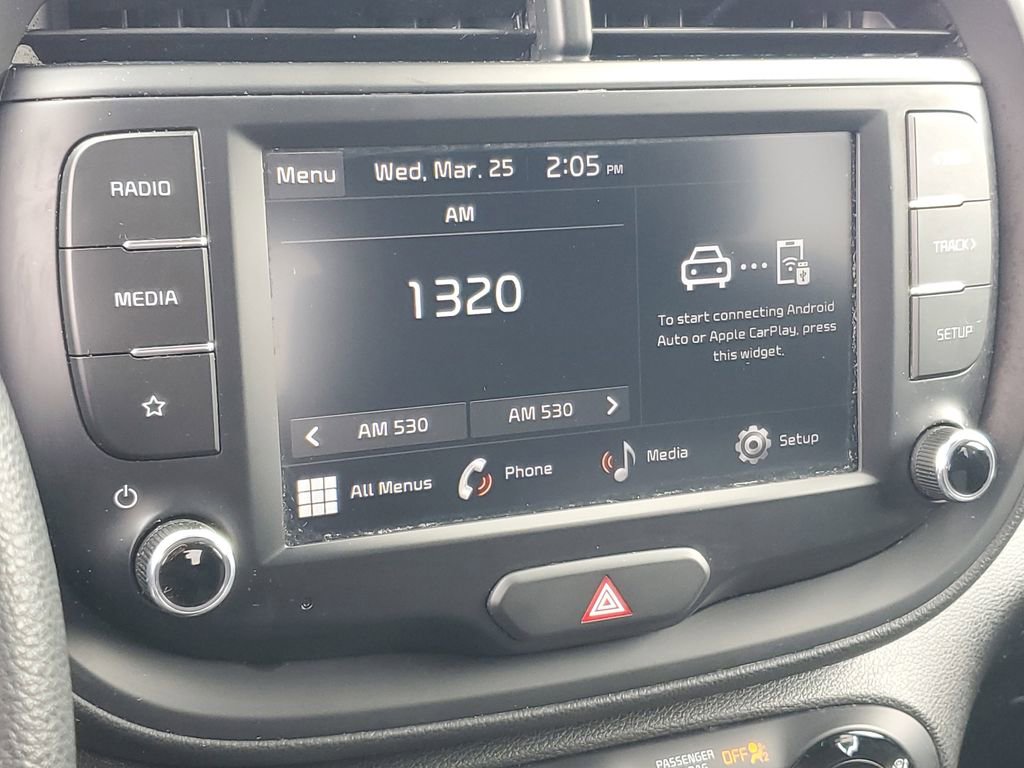 RADIO
MEDIA
Menu
Wed, Mar. 25
2:05 PM
AM
1320
To start connecting Android
Auto or Apple CarPlay, press
this widget.
AM 530
AM 530
All Menus
Phone
Media
Setup
TRACK
SETUP
PASSENGER
OFF
2